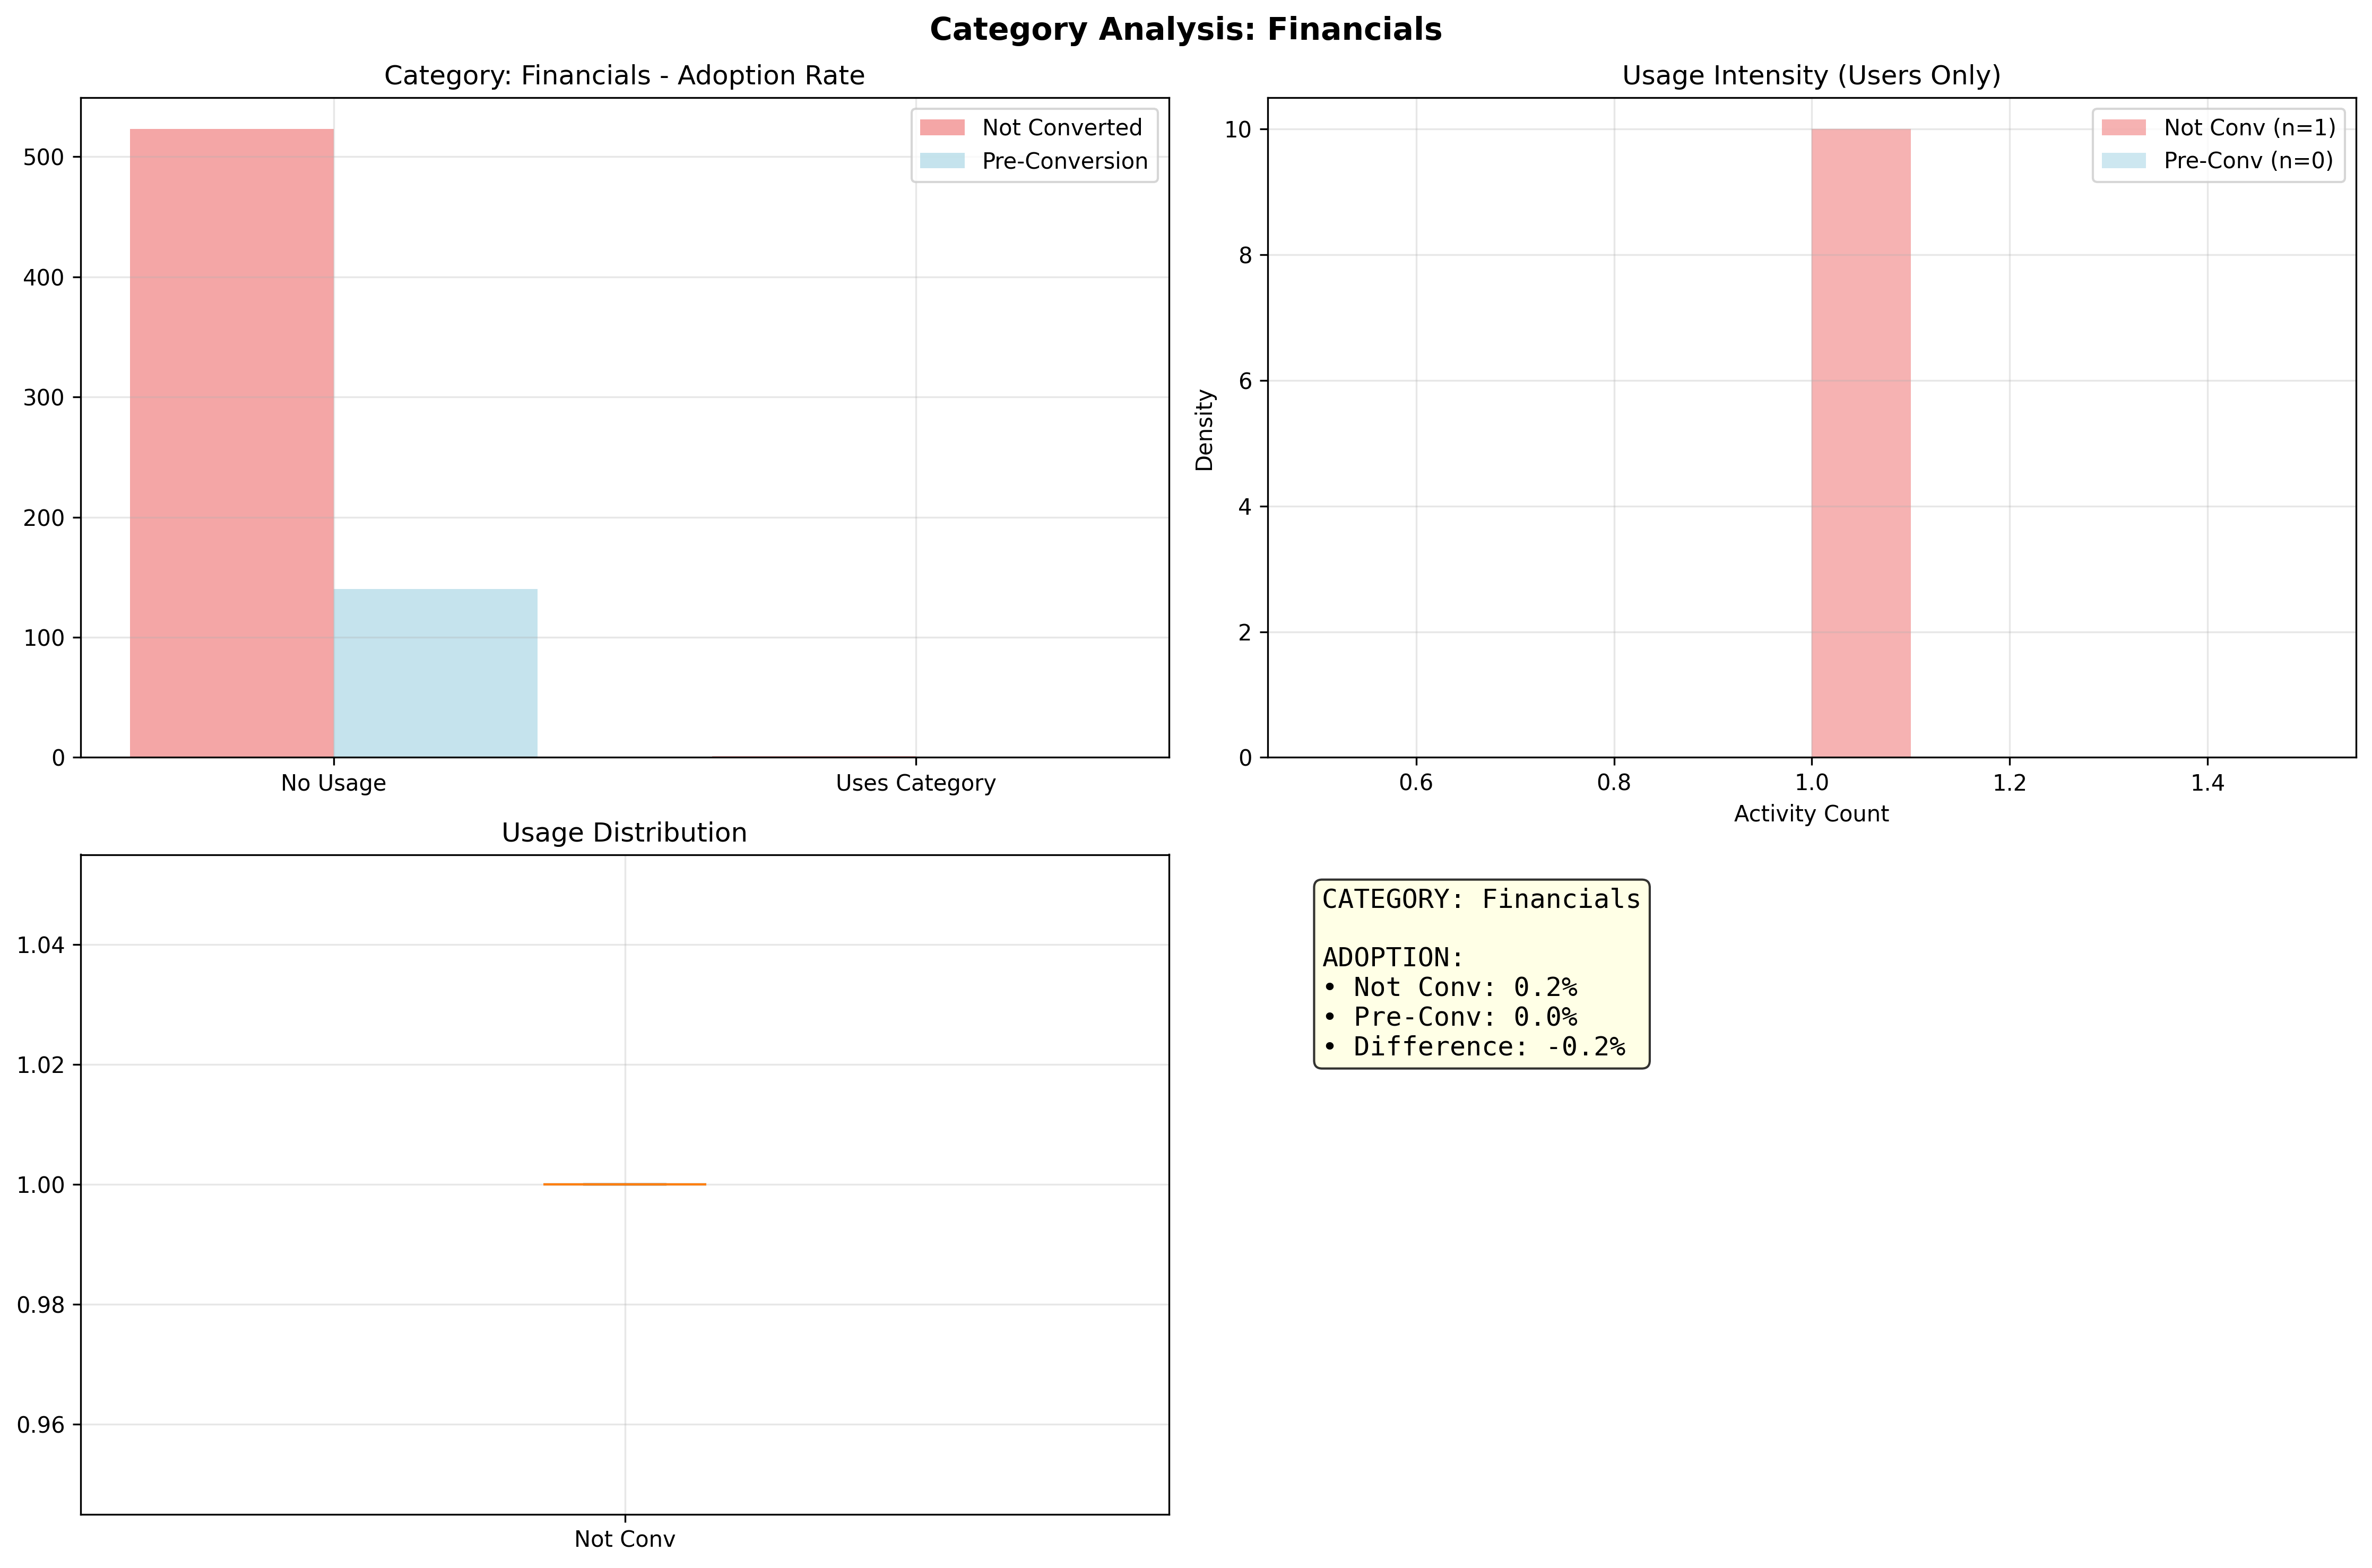 Category Analysis: Financials
Category: Financials - Adoption Rate
500
400
300
200
100
0
No Usage
Uses Category
Not Converted
Pre-Conversion
Usage Intensity (Users Only)
Density
10
8
6
4
2
0
0.6
0.8
1.0
1.2
1.4
Activity Count
Not Conv (n=1)
Pre-Conv (n=0)
Usage Distribution
1.04
1.02
1.00
0.98
0.96
Not Conv
CATEGORY: Financials
ADOPTION:
• Not Conv: 0.2%
• Pre-Conv: 0.0%
• Difference: -0.2%